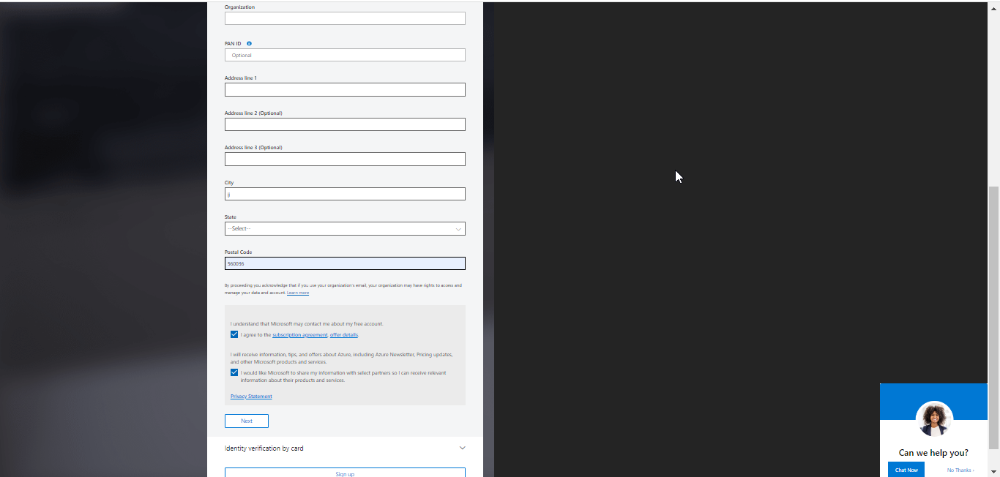 Organization
PAN ID
Optional
Address line 1
Address line 2 (Optional)
Address line 3 (Optional)
City
jj
State
--Select--
Postal Code
560036
By proceeding you acknowledge that if you use your organization's email, your organization may have rights to access and
manage your data and account. Learn more
I understand that Microsoft may contact me about my free account.
I agree to the subscription agreement, offer details.
I will receive information, tips, and offers about Azure, including Azure Newsletter, Pricing updates,
and other Microsoft products and services.
I would like Microsoft to share my information with select partners so I can receive relevant
information about their products and services.
Privacy Statement
Next
Identity verification by card
Sign up
Can we help you?
Chat Now
No Thanks ›